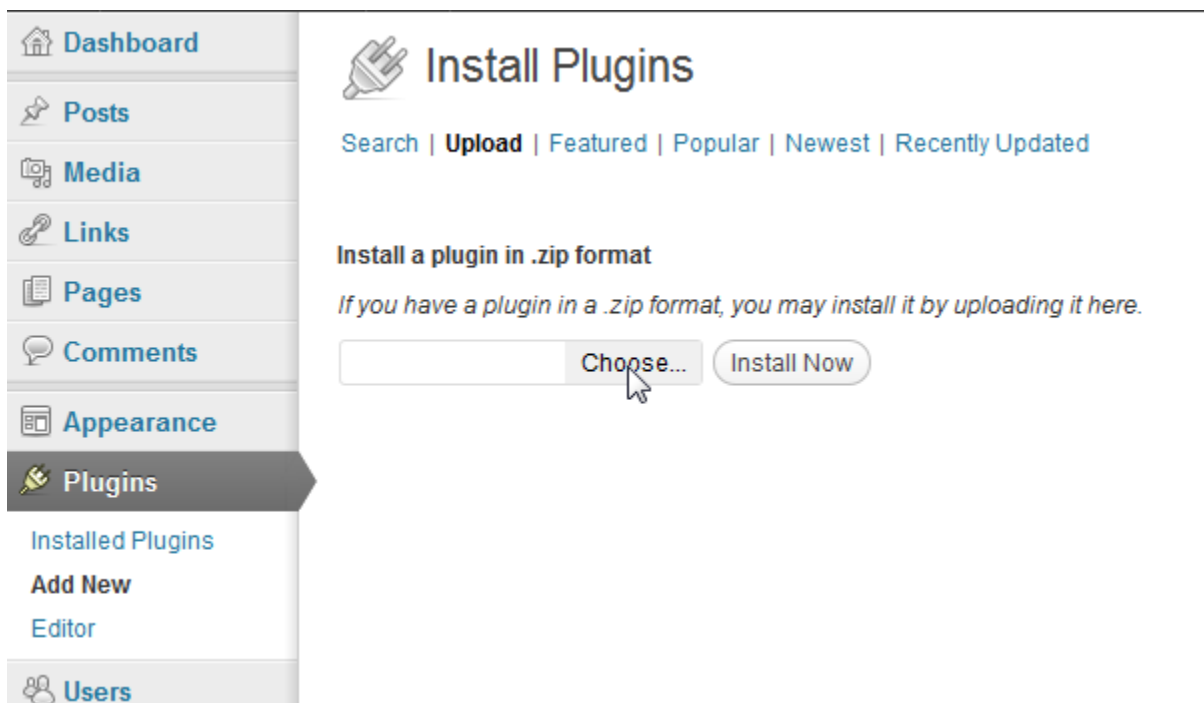 Dashboard
Posts
Media
Links
Pages
Comments
Appearance
Plugins
Installed Plugins
Add New
Editor
Users
Install Plugins
Search | Upload | Featured | Popular | Newest | Recently Updated
Install a plugin in .zip format
If you have a plugin in a .zip format, you may install it by uploading it here.
Choose... Install Now